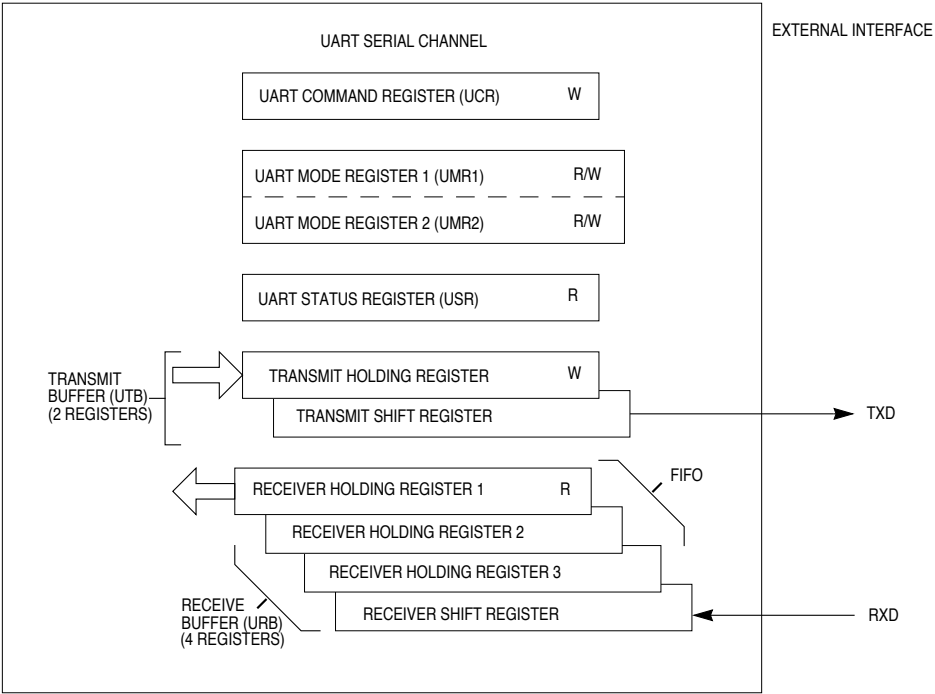 EXTERNAL INTERFACE
UART SERIAL CHANNEL
UART COMMAND REGISTER (UCR) W
UART MODE REGISTER 1 (UMR1) R/W
UART MODE REGISTER 2 (UMR2) R/W
UART STATUS REGISTER (USR) R
TRANSMIT
BUFFER (UTB)
(2 REGISTERS)
TRANSMIT HOLDING REGISTER W
TRANSMIT SHIFT REGISTER
TXD
RECEIVER HOLDING REGISTER 1 R
FIFO
RECEIVER HOLDING REGISTER 2
RECEIVER HOLDING REGISTER 3
RECEIVER SHIFT REGISTER
RXD
RECEIVE
BUFFER (URB)
(4 REGISTERS)